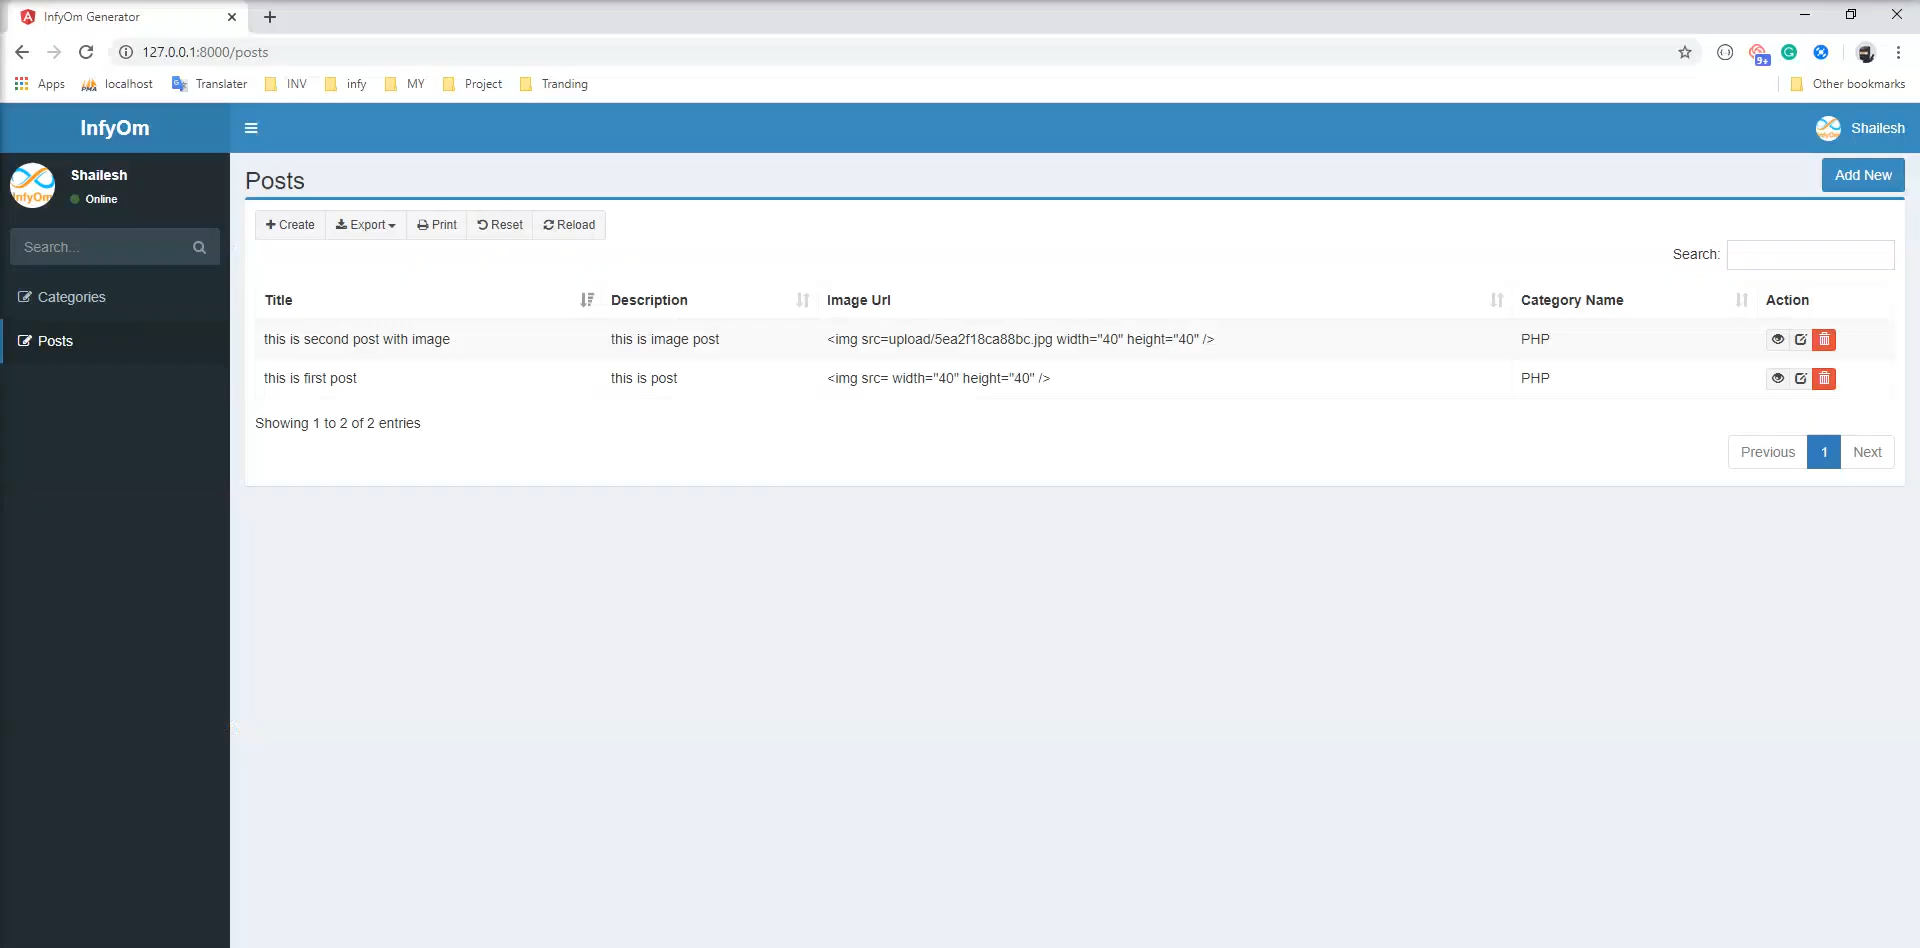 InfyOm Generator
127.0.0.1:8000/posts
9+
Apps localhost Translater INV infy MY Project Tranding Other bookmarks
InfyOm Shailesh
Shailesh
Online
Search...
Categories
Posts
Posts
Add New
Create Export Print Reset Reload
Search:
Title Description Image Url Category Name Action
this is second post with image this is image post <img src=upload/5ea2f18ca88bc.jpg width="40" height="40" /> PHP
this is first post this is post <img src= width="40" height="40" /> PHP
Showing 1 to 2 of 2 entries
Previous 1 Next